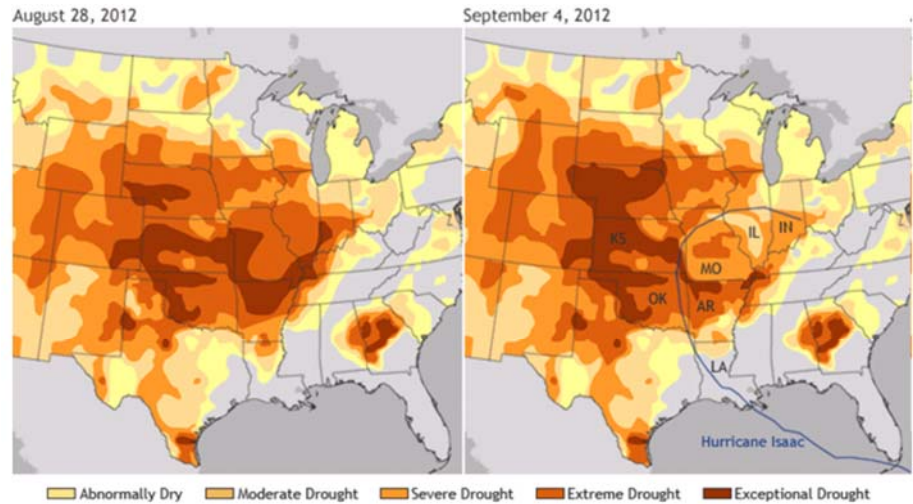 August 28, 2012
September 4, 2012
KS
IL
IN
MO
OK
AR
LA
Hurricane Isaac
Abnormally Dry
Moderate Drought
Severe Drought
Extreme Drought
Exceptional Drought